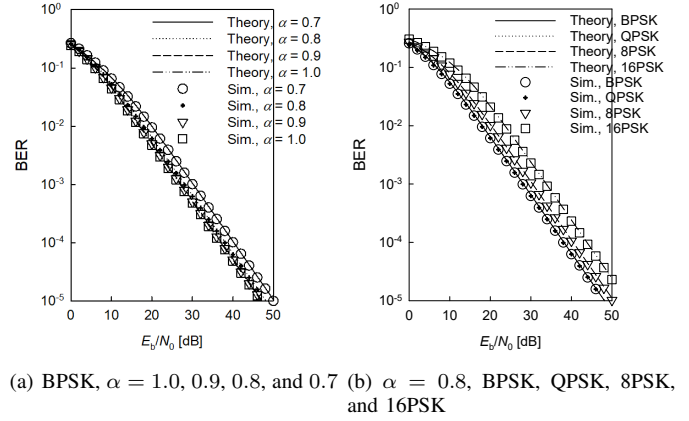 10^0
10^-1
10^-2
10^-3
10^-4
10^-5
BER
0 10 20 30 40 50
E_b/N_0 [dB]
Theory, α = 0.7
Theory, α = 0.8
Theory, α = 0.9
Theory, α = 1.0
Sim., α = 0.7
Sim., α = 0.8
Sim., α = 0.9
Sim., α = 1.0
(a) BPSK, α = 1.0, 0.9, 0.8, and 0.7
10^0
10^-1
10^-2
10^-3
10^-4
10^-5
BER
0 10 20 30 40 50
E_b/N_0 [dB]
Theory, BPSK
Theory, QPSK
Theory, 8PSK
Theory, 16PSK
Sim., BPSK
Sim., QPSK
Sim., 8PSK
Sim., 16PSK
(b) α = 0.8, BPSK, QPSK, 8PSK,
and 16PSK